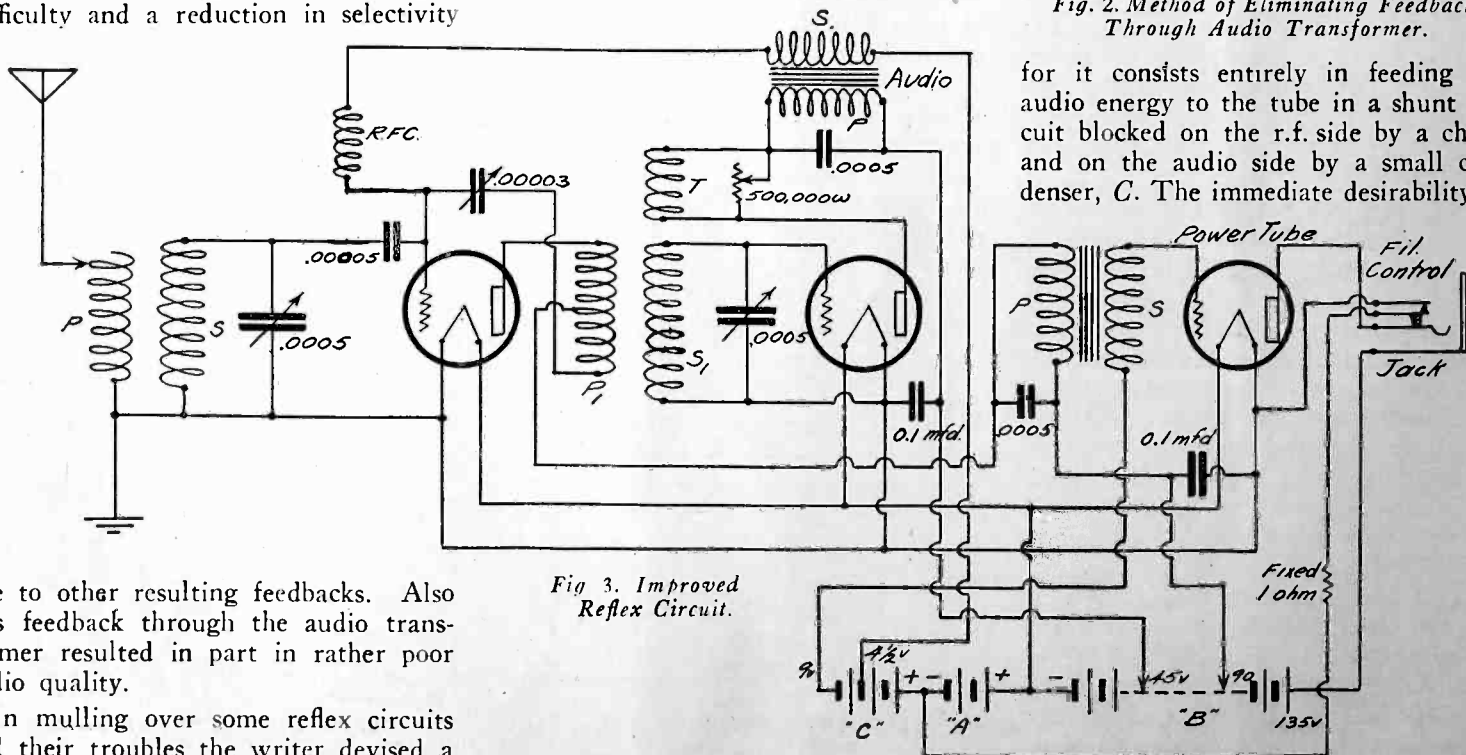 ficulty and a reduction in selectivity
Fig. 2. Method of Eliminating Feedbac
Through Audio Transformer.
for it consists entirely in feeding
audio energy to the tube in a shunt
cuit blocked on the r.f. side by a ch
and on the audio side by a small c
denser, C. The immediate desirability
S.
Audio
P
R.F.C.
.00003
.0005
T
500,000ω
.00005
P
S
.0005
P1
S1
.0005
0.1 mfd.
P
S
.0005
Power Tube
0.1 mfd
Fil.
Control
Jack
Fixed
1 ohm
Fig 3. Improved
Reflex Circuit.
9v
4½v
+
-
+
-
45v
90
135v
"C"
"A"
"B"
e to other resulting feedbacks. Also
s feedback through the audio trans-
mer resulted in part in rather poor
dio quality.
n mulling over some reflex circuits
their troubles the writer devised a